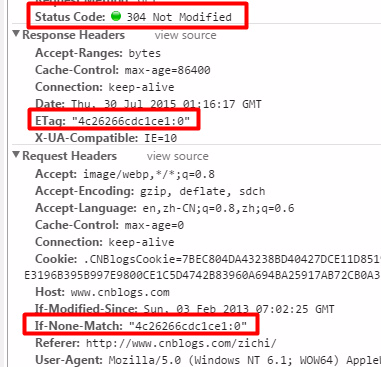 Status Code: 304 Not Modified
Response Headers view source
Accept-Ranges: bytes
Cache-Control: max-age=86400
Connection: keep-alive
Date: Thu, 30 Jul 2015 01:16:17 GMT
ETag: "4c26266cdc1ce1:0"
X-UA-Compatible: IE=10
Request Headers view source
Accept: image/webp,*/*;q=0.8
Accept-Encoding: gzip, deflate, sdch
Accept-Language: en,zh-CN;q=0.8,zh;q=0.6
Cache-Control: max-age=0
Connection: keep-alive
Cookie: .CNBlogsCookie=7BEC804DA43238BD40427DCE11D851
E3196B395B997E9800CE1C5D4742B83960A694BA25917AB72CB0A3
Host: www.cnblogs.com
If-Modified-Since: Sun, 03 Feb 2013 07:02:25 GMT
If-None-Match: "4c26266cdc1ce1:0"
Referer: http://www.cnblogs.com/zichi/
User-Agent: Mozilla/5.0 (Windows NT 6.1; WOW64) Apple